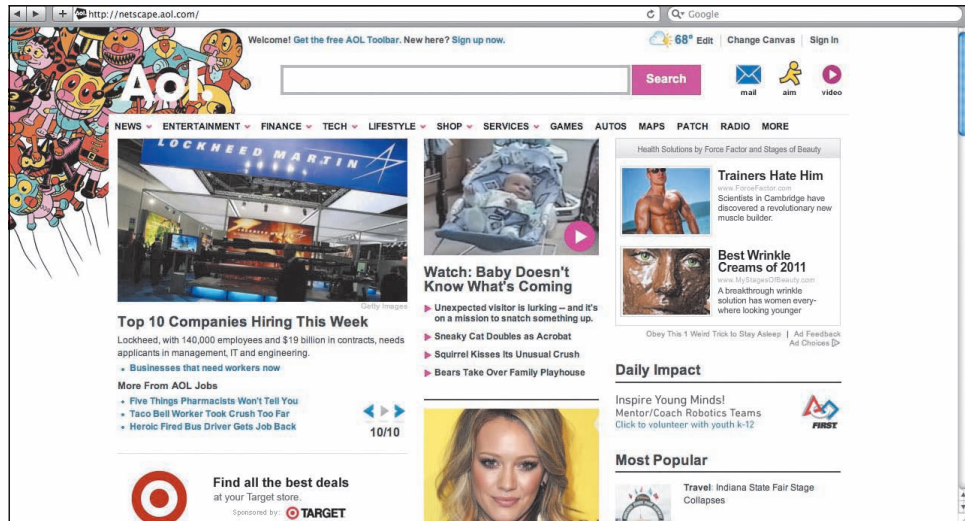 http://netscape.aol.com/
Google
Welcome! Get the free AOL Toolbar. New here? Sign up now.
68° Edit | Change Canvas | Sign In
Aol.
Search
mail aim video
NEWS ENTERTAINMENT FINANCE TECH LIFESTYLE SHOP SERVICES GAMES AUTOS MAPS PATCH RADIO MORE
LOCKHEED MARTIN
Getty Images
Top 10 Companies Hiring This Week
Lockheed, with 140,000 employees and $19 billion in contracts, needs
applicants in management, IT and engineering.
• Businesses that need workers now
More From AOL Jobs
• Five Things Pharmacists Won't Tell You
• Taco Bell Worker Took Crush Too Far
• Heroic Fired Bus Driver Gets Job Back
10/10
Find all the best deals
at your Target store.
Sponsored by: TARGET
Watch: Baby Doesn't
Know What's Coming
Unexpected visitor is lurking -- and it's
on a mission to snatch something up.
Sneaky Cat Doubles as Acrobat
Squirrel Kisses Its Unusual Crush
Bears Take Over Family Playhouse
Health Solutions by Force Factor and Stages of Beauty
Trainers Hate Him
www.ForceFactor.com
Scientists in Cambridge have
discovered a revolutionary new
muscle builder.
Best Wrinkle
Creams of 2011
www.MyStagesOfBeauty.com
A breakthrough wrinkle
solution has women every-
where looking younger
Obey This 1 Weird Trick to Stay Asleep | Ad Feedback
Ad Choices
Daily Impact
Inspire Young Minds!
Mentor/Coach Robotics Teams
Click to volunteer with youth k-12
FIRST
Most Popular
Travel: Indiana State Fair Stage
Collapses